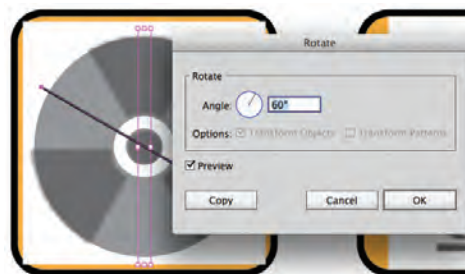 Rotate
Rotate
Angle: 60°
Options: Transform Objects Transform Patterns
Preview
Copy Cancel OK